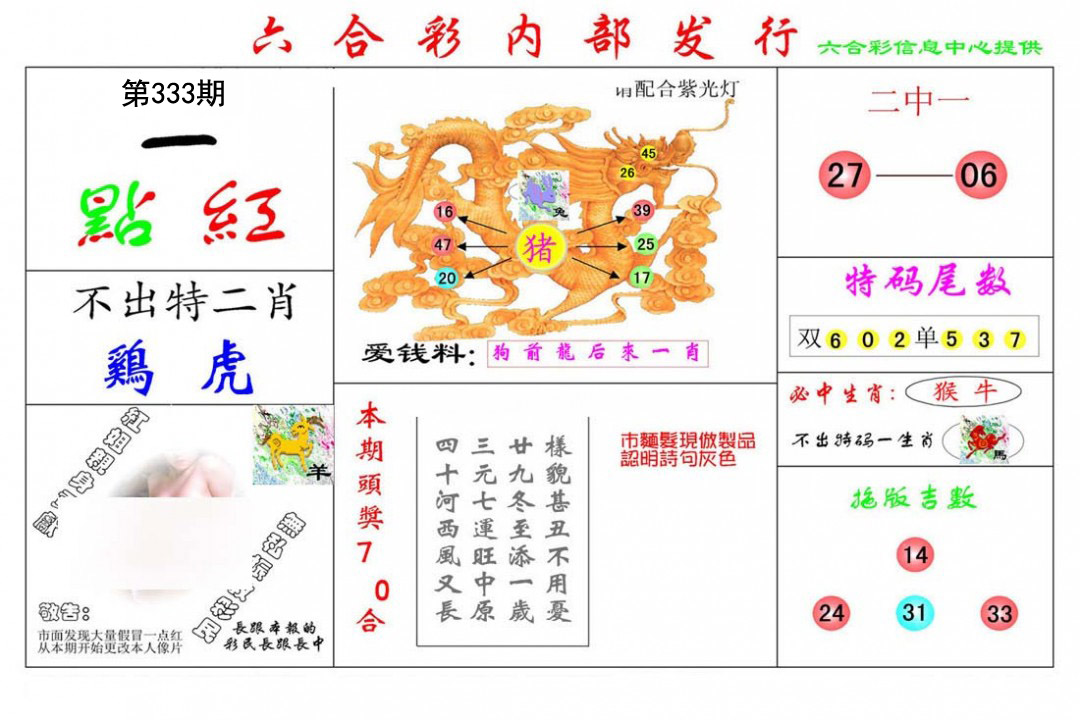 六合彩内部发行
六合彩信息中心提供
第333期
一
點紅
不出特二肖
鷄虎
羊
敬告：
市面发现大量假冒一点红
从本期开始更改本人像片
長跟本報的
彩民長跟長中
请配合紫光灯
45
26
兔
16
39
47
猪
25
20
17
爱钱料：
狗前龍后來一肖
本期頭獎70合
樣貌甚丑不用憂
廿九冬至添一歲
三元七運旺中原
四十河西風又長
市麵髮現倣製品
認明詩句灰色
二中一
27
06
特码尾数
双602单537
必中生肖：
猴牛
不出特码一生肖
馬
拖版吉数
14
24
31
33